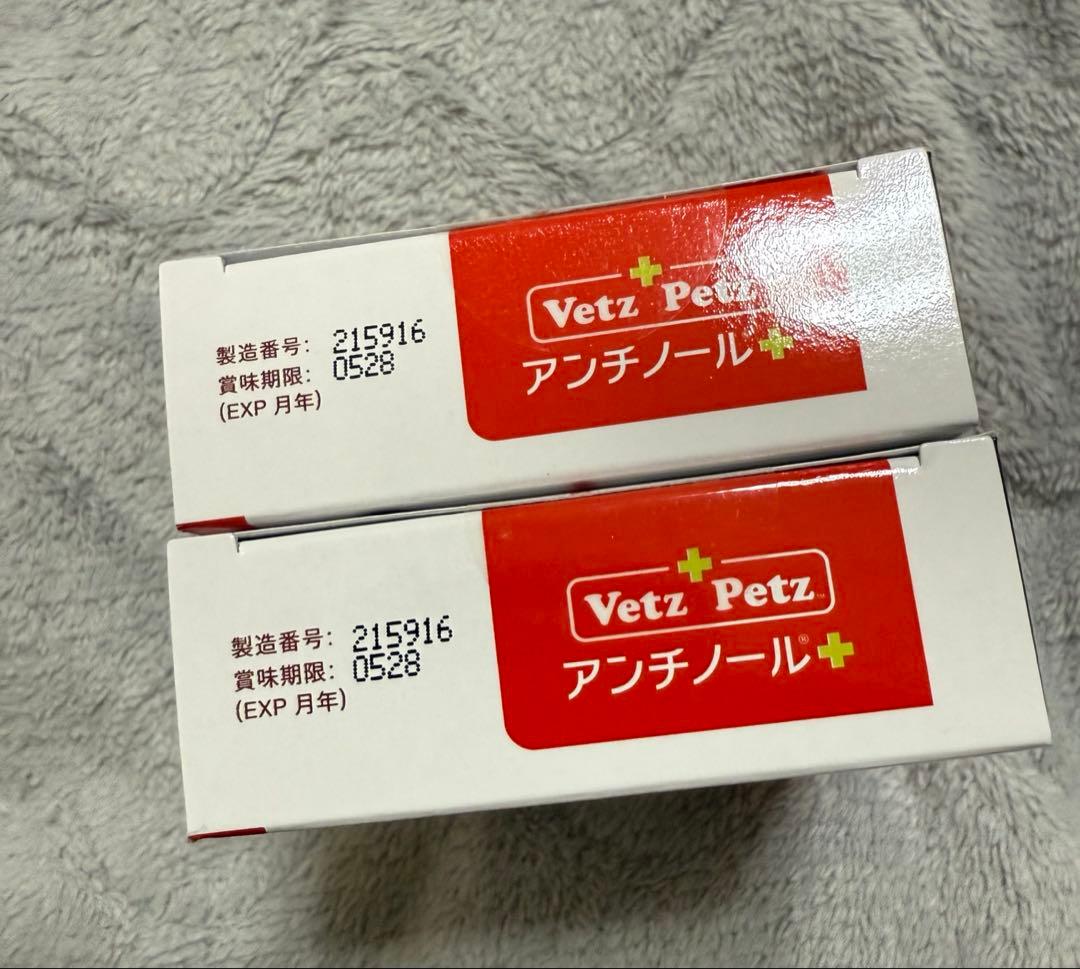 製造番号: 215916
賞味期限: 0528
(EXP 月年)
Vetz Petz
アンチノール
製造番号: 215916
賞味期限: 0528
(EXP 月年)
Vetz Petz™
アンチノール®